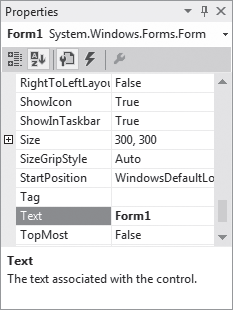 Properties
Form1 System.Windows.Forms.Form
RightToLeftLayou False
ShowIcon True
ShowInTaskbar True
Size 300, 300
SizeGripStyle Auto
StartPosition WindowsDefaultLo
Tag
Text Form1
TopMost False
Text
The text associated with the control.